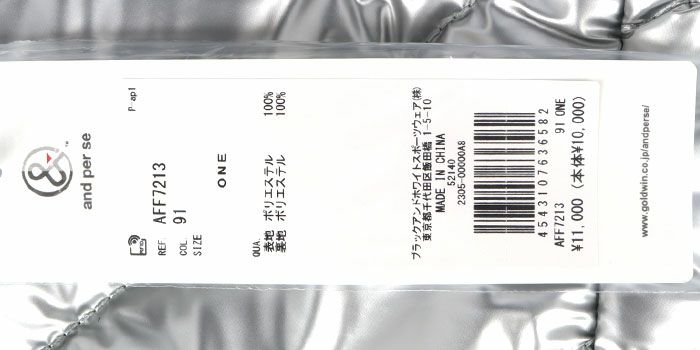 and per se
TM
P-apl
RFID
REF. AFF7213
COL. 91
SIZE ONE
QUA.
表地 ポリエステル 100%
裏地 ポリエステル 100%
ブラックアンドホワイトスポーツウェア(株)
東京都千代田区飯田橋 1-5-10
MADE IN CHINA
52140
2305-00000A8
4543107636582
AFF7213 91 ONE
¥11,000 (本体¥10,000)
www.goldwin.co.jp/andperse/